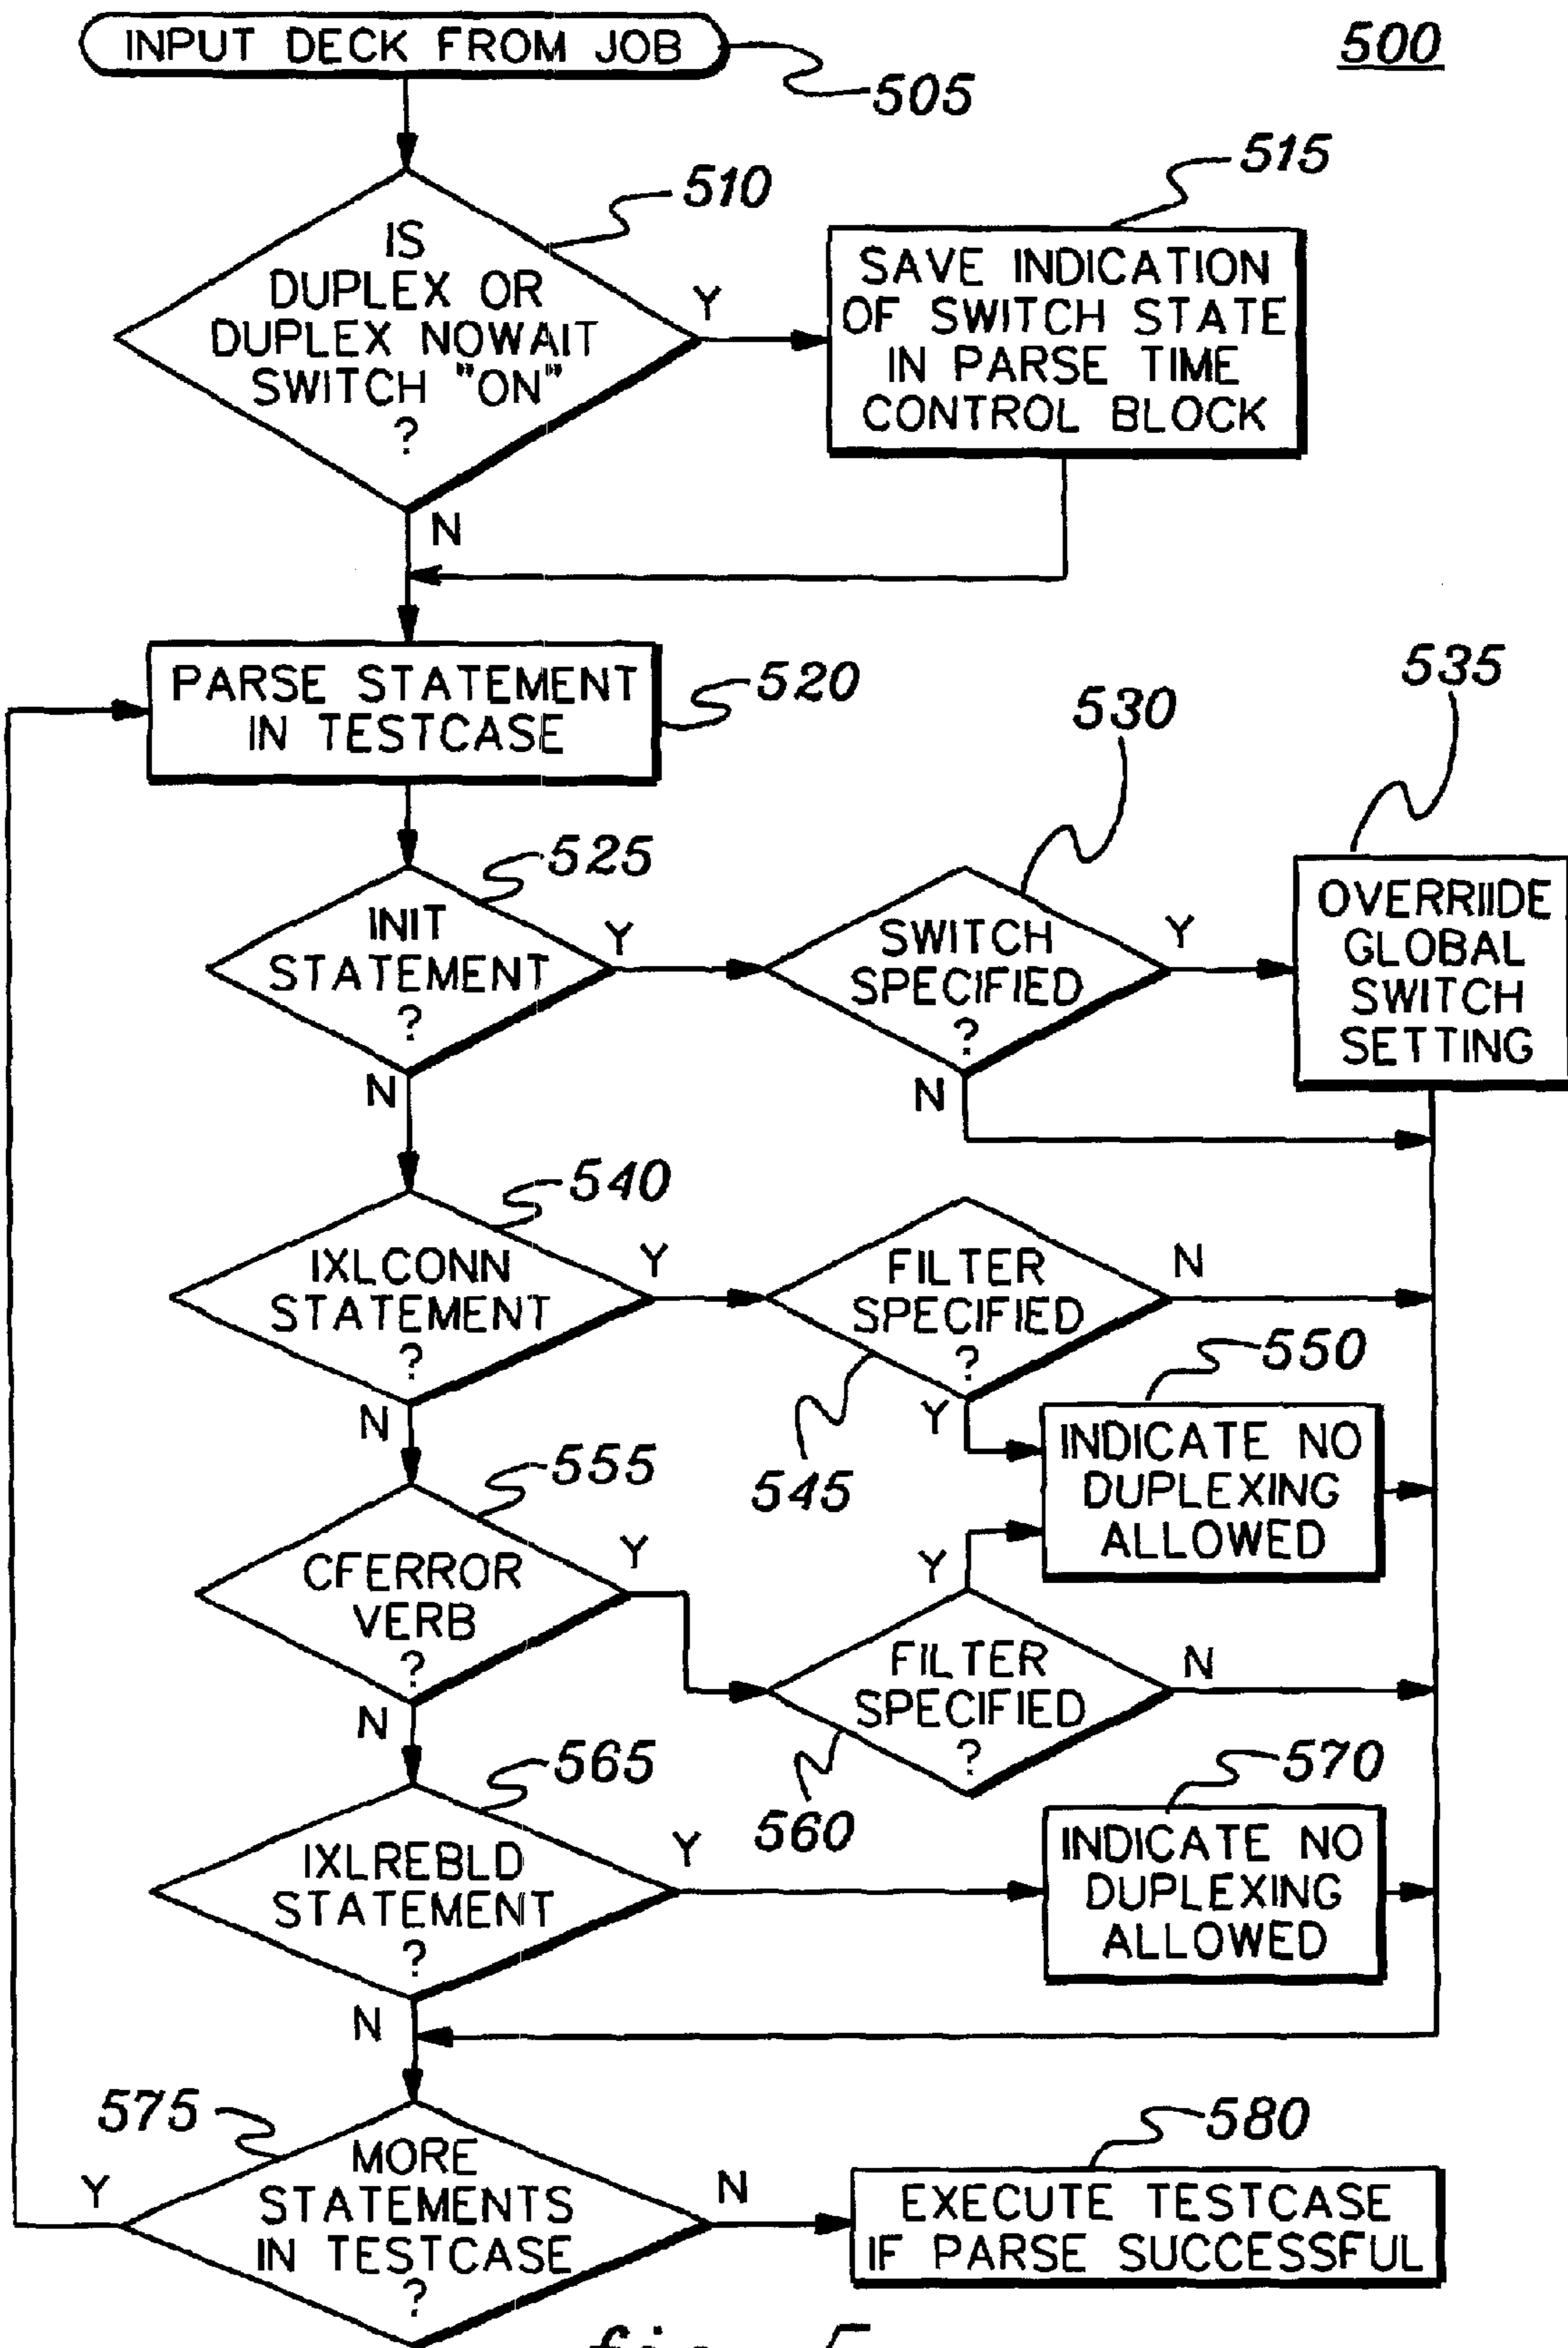 INPUT DECK FROM JOB
505
500
510
IS
DUPLEX OR
DUPLEX NOWAIT
SWITCH "ON"
?
Y
N
515
SAVE INDICATION
OF SWITCH STATE
IN PARSE TIME
CONTROL BLOCK
PARSE STATEMENT
IN TESTCASE
520
525
INIT
STATEMENT
?
Y
N
530
SWITCH
SPECIFIED
?
Y
N
535
OVERRIIDE
GLOBAL
SWITCH
SETTING
540
IXLCONN
STATEMENT
?
Y
N
FILTER
SPECIFIED
?
N
Y
545
550
INDICATE NO
DUPLEXING
ALLOWED
555
CFERROR
VERB
?
Y
N
Y
FILTER
SPECIFIED
?
N
560
565
IXLREBLD
STATEMENT
?
Y
N
570
INDICATE NO
DUPLEXING
ALLOWED
575
MORE
STATEMENTS
IN TESTCASE
?
Y
N
580
EXECUTE TESTCASE
IF PARSE SUCCESSFUL